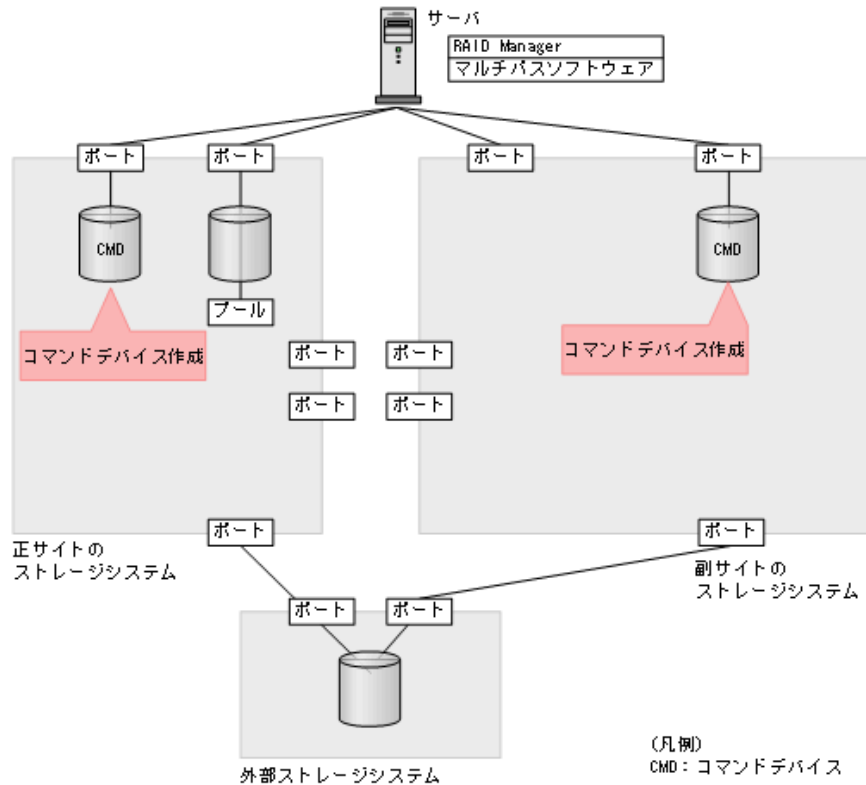 サーバ
RAID Manager
マルチパスソフトウェア
ポート
ポート
ポート
ポート
CMD
CMD
プール
コマンドデバイス作成
コマンドデバイス作成
ポート
ポート
ポート
ポート
ポート
ポート
正サイトの
ストレージシステム
副サイトの
ストレージシステム
ポート
ポート
外部ストレージシステム
(凡例)
CMD：コマンドデバイス